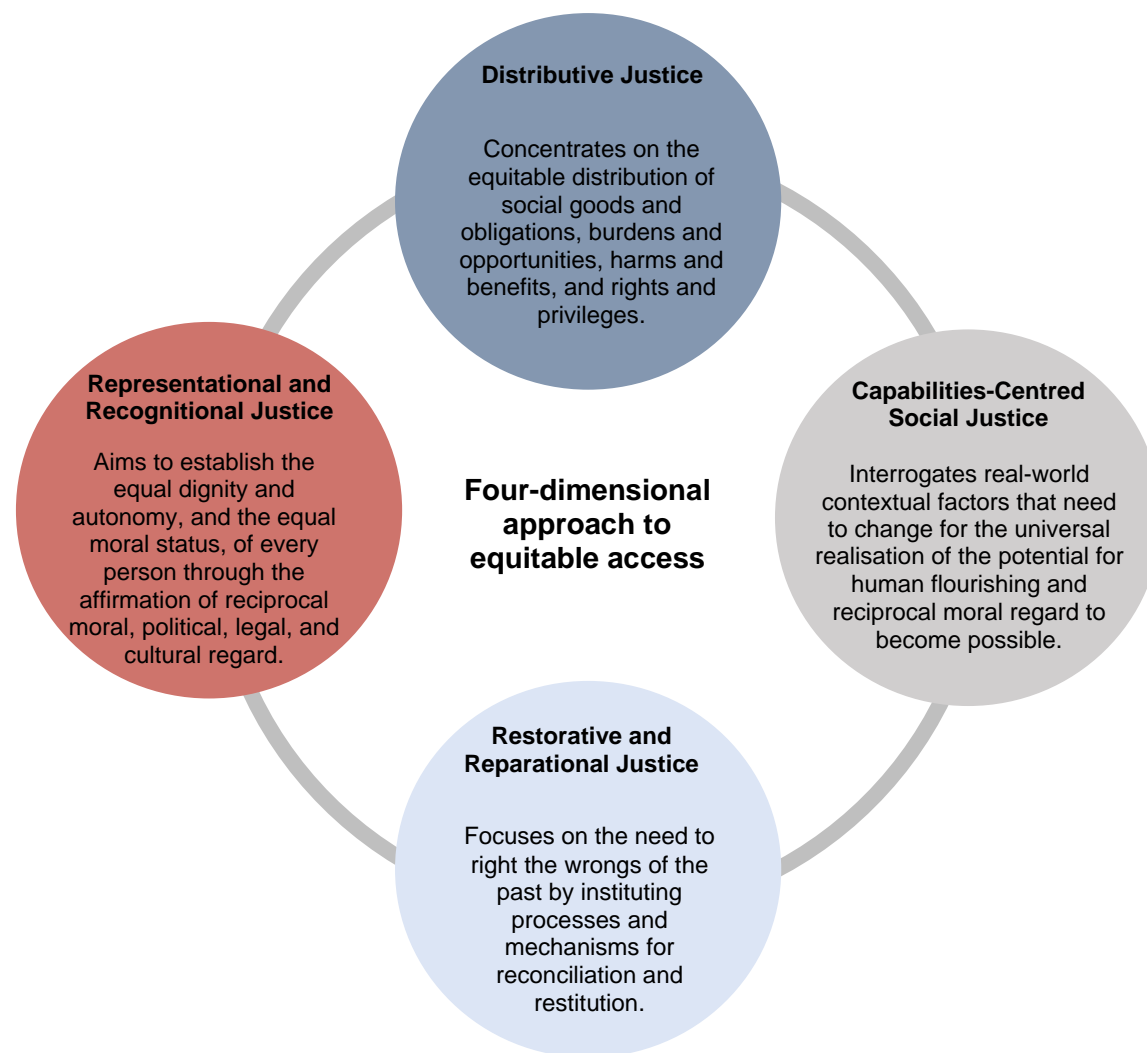 Distributive Justice
Concentrates on the
equitable distribution of
social goods and
obligations, burdens and
opportunities, harms and
benefits, and rights and
privileges.
Representational and
Recognitional Justice
Aims to establish the
equal dignity and
autonomy, and the equal
moral status, of every
person through the
affirmation of reciprocal
moral, political, legal, and
cultural regard.
Four-dimensional
approach to
equitable access
Capabilities-Centred
Social Justice
Interrogates real-world
contextual factors that need
to change for the universal
realisation of the potential for
human flourishing and
reciprocal moral regard to
become possible.
Restorative and
Reparational Justice
Focuses on the need to
right the wrongs of the
past by instituting
processes and
mechanisms for
reconciliation and
restitution.